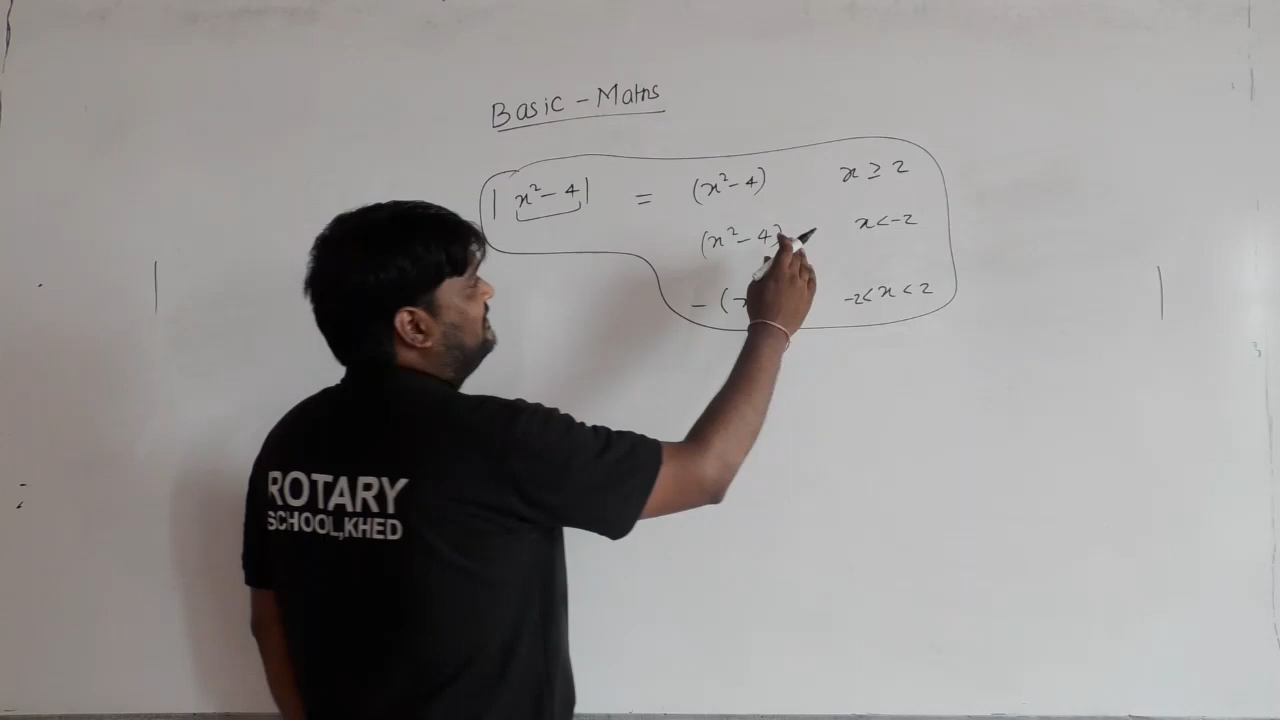 Basic - Maths
| x² - 4 | = (x² - 4) x ≥ 2
(x² - 4) x < -2
- ( -2 < x < 2
ROTARY
SCHOOL,KHED